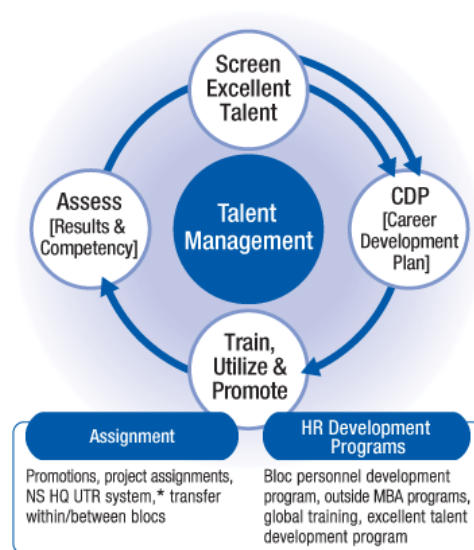 Screen
Excellent
Talent
Assess
[Results &
Competency]
Talent
Management
CDP
[Career
Development
Plan]
Train,
Utilize &
Promote
Assignment
Promotions, project assignments,
NS HQ UTR system,* transfer
within/between blocs
HR Development
Programs
Bloc personnel development
program, outside MBA programs,
global training, excellent talent
development program